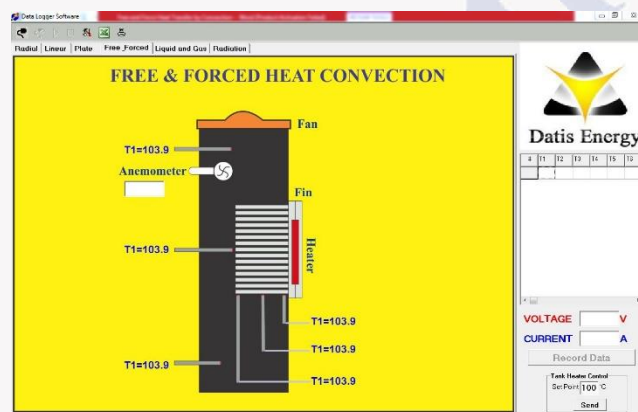 Data Logger Software
Radial Linear Plate Free_Forced Liquid and Gas Radiation
FREE & FORCED HEAT CONVECTION
Fan
T1=103.9
Anemometer
Fin
T1=103.9
Heater
T1=103.9
T1=103.9
T1=103.9
T1=103.9
Datis Energy
# T1 T2 T3 T4 T5 T6
VOLTAGE V
CURRENT A
Record Data
Tank Heater Control
Set Point 100 °C
Send